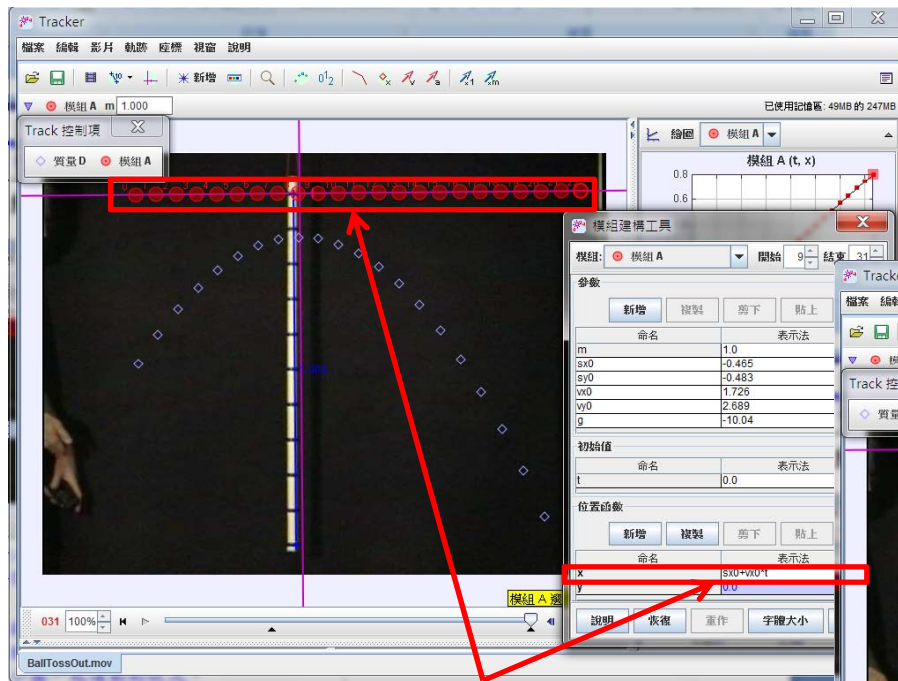 Tracker
檔案 編輯 影片 軌跡 座標 視窗 說明
新增
模組 A m 1.000
已使用記憶區: 49MB 的 247MB
Track 控制項
質量 D 模組 A
繪圖 模組 A
模組 A (t, x)
0.8
0.6
模組建構工具
模組: 模組 A 開始 9 結束 31
參數
新增 複製 剪下 貼上
命名 表示法
m 1.0
sx0 -0.465
sy0 -0.483
vx0 1.726
vy0 2.689
g -10.04
初始值
命名 表示法
t 0.0
位置函數
新增 複製 剪下 貼上
命名 表示法
x sx0+vx0*t
y 0.0
說明 恢復 重作 字體大小
模組 A 選
031 100%
BallTossOut.mov
Tracke
檔案 編輯
Track 控
質量